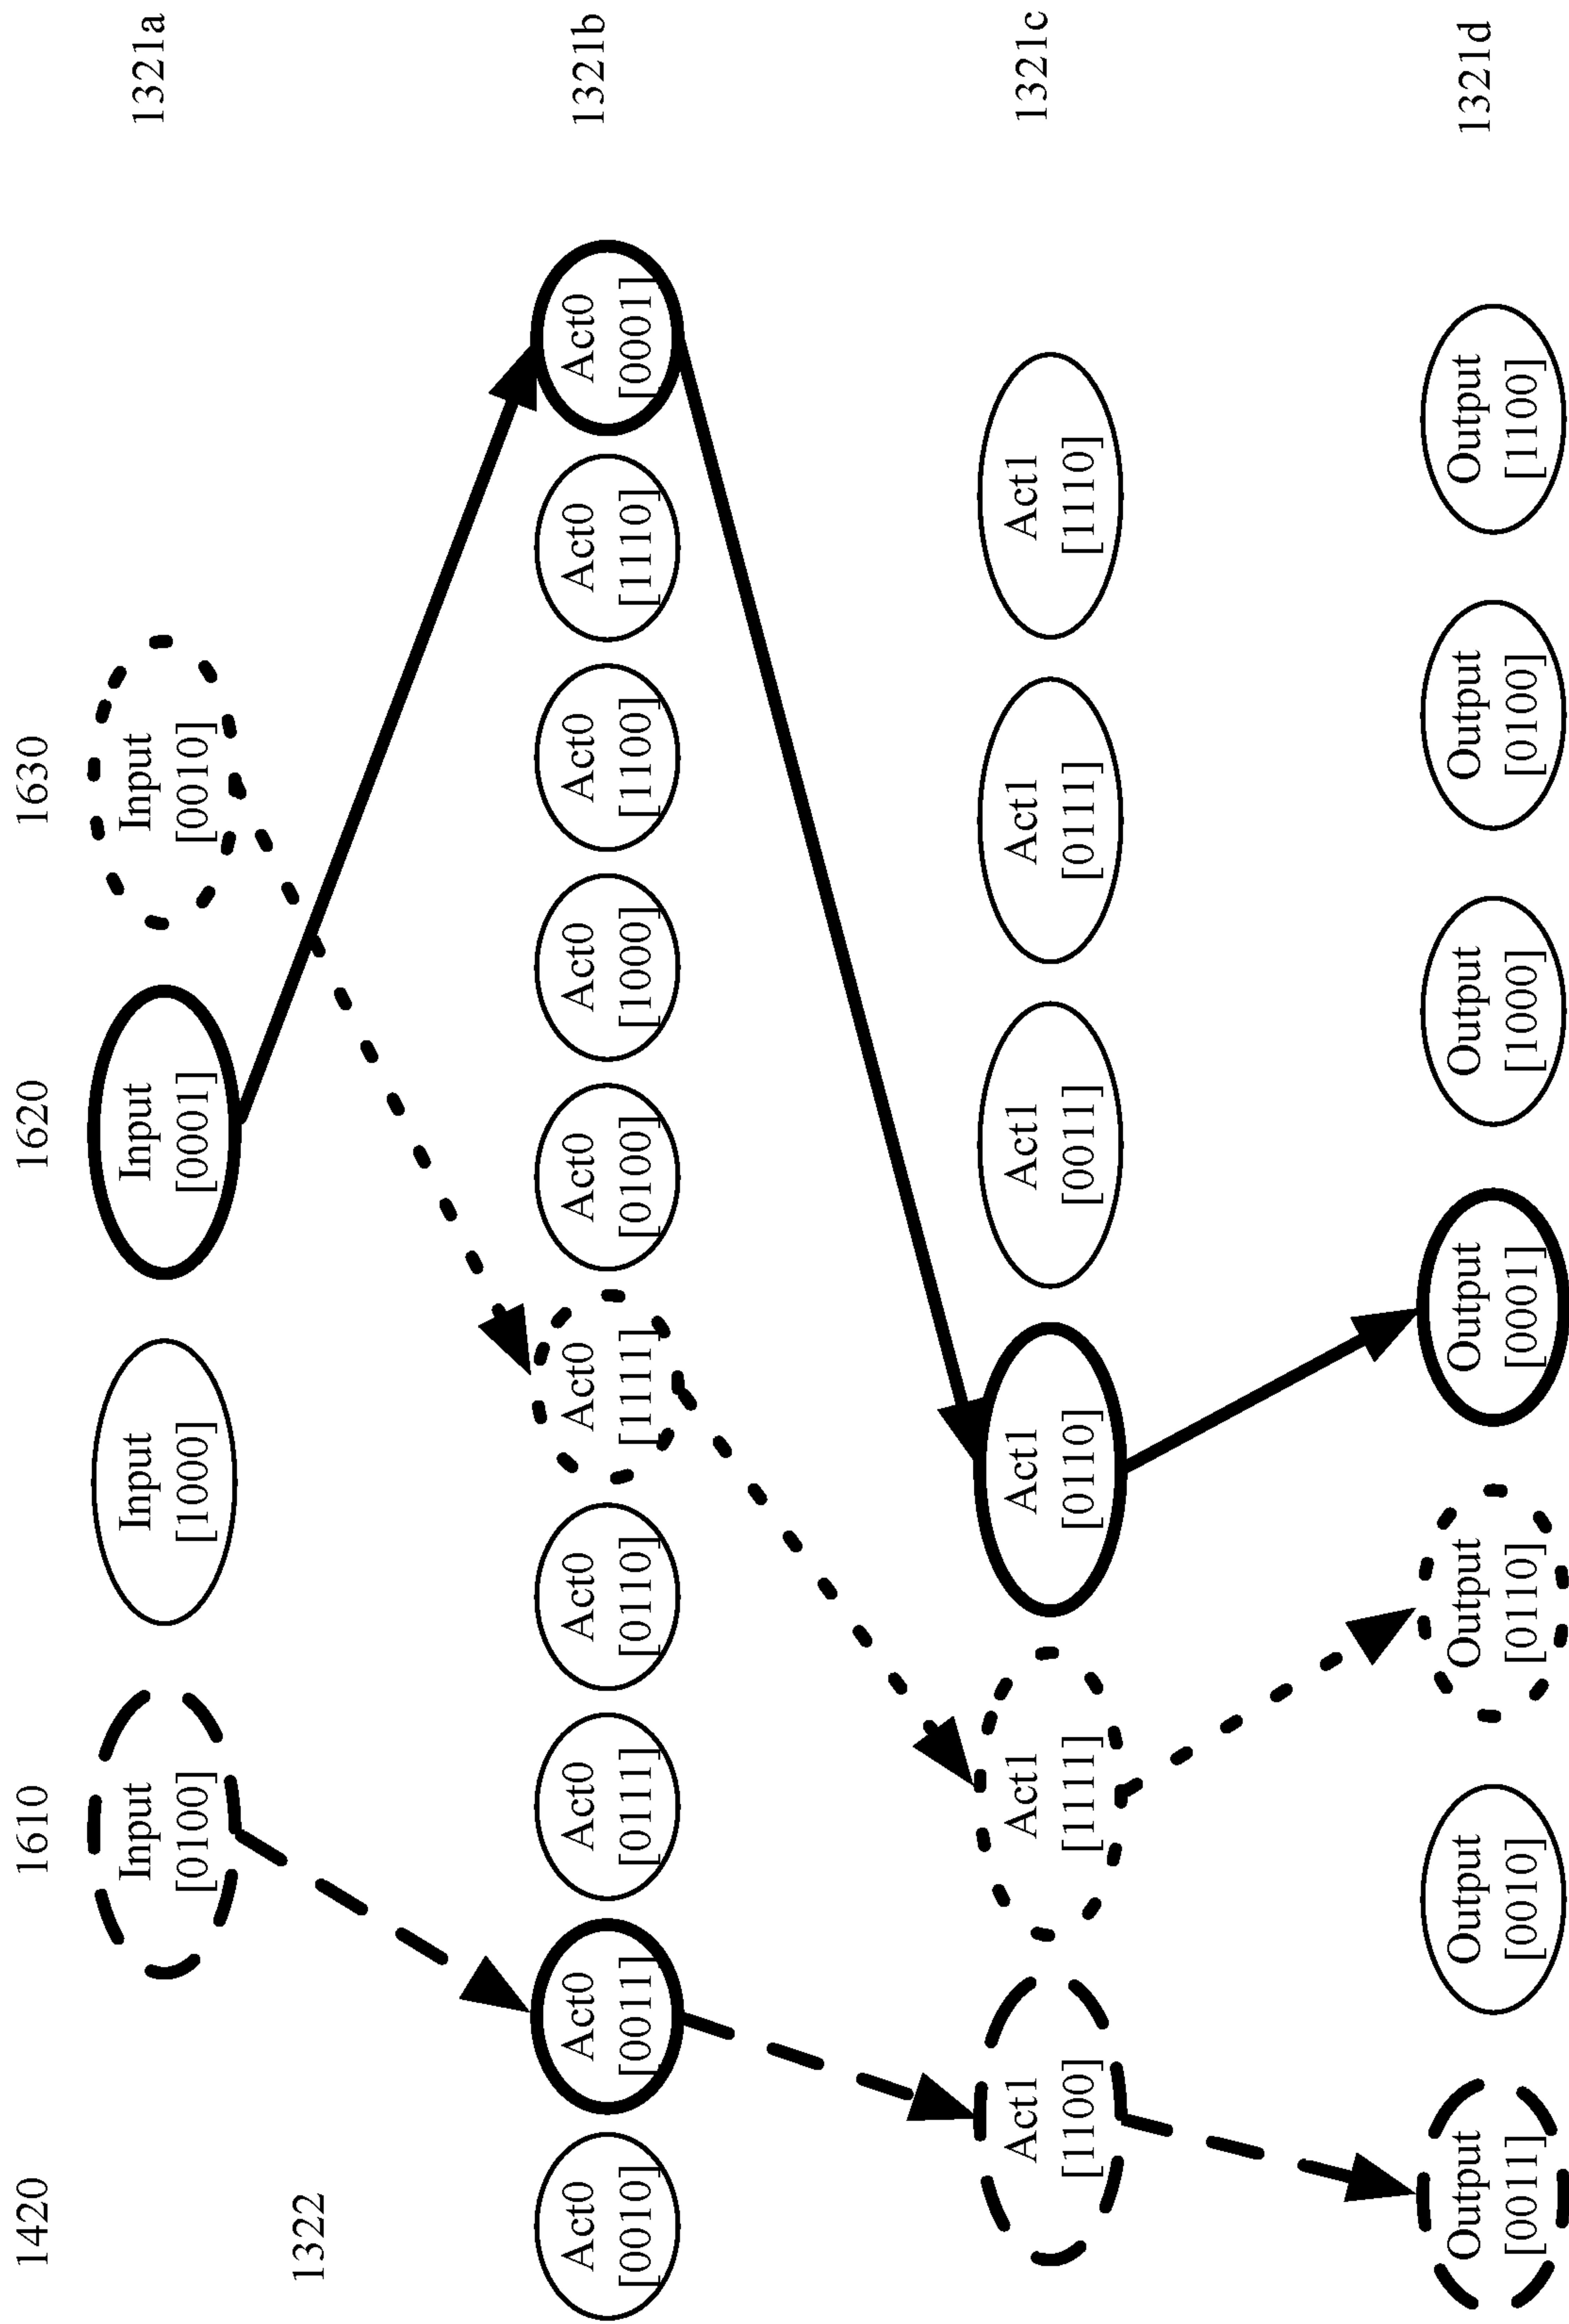 1420
1610
1620
1630
Input
[0100]
Input
[1000]
Input
[0001]
Input
[0010]
1321a
1322
Act0
[0010]
Act0
[0011]
Act0
[0111]
Act0
[0110]
Act0
[1111]
Act0
[0100]
Act0
[1000]
Act0
[1100]
Act0
[1110]
Act0
[0001]
1321b
Act1
[1100]
Act1
[1111]
Act1
[0110]
Act1
[0011]
Act1
[0111]
Act1
[1110]
1321c
Output
[0011]
Output
[0010]
Output
[0110]
Output
[0001]
Output
[1000]
Output
[0100]
Output
[1100]
1321d